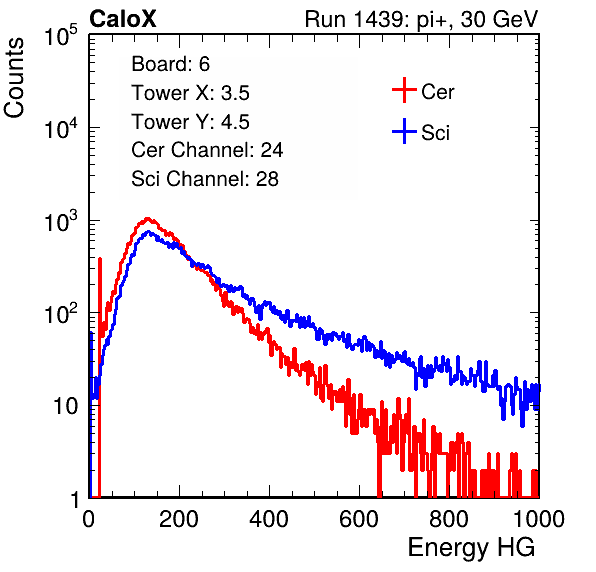 CaloX Run 1439: pi+, 30 GeV
Counts
Board: 6
Tower X: 3.5
Tower Y: 4.5
Cer Channel: 24
Sci Channel: 28
Cer
Sci
10^5
10^4
10^3
10^2
10
1
0 200 400 600 800 1000
Energy HG